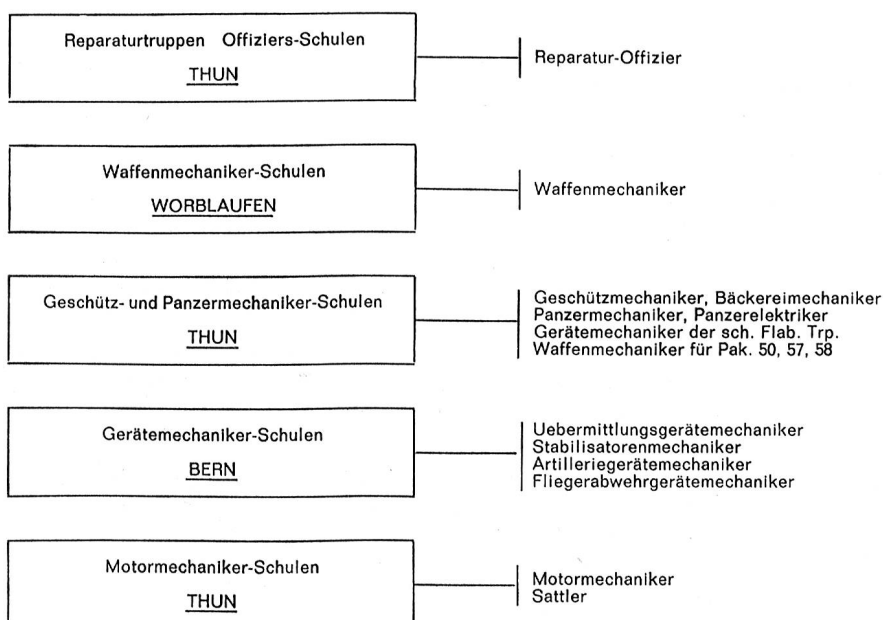 Reparaturtruppen Offiziers-Schulen
THUN
Reparatur-Offizier
Waffenmechaniker-Schulen
WORBLAUFEN
Waffenmechaniker
Geschütz- und Panzermechaniker-Schulen
THUN
Geschützmechaniker, Bäckereimechaniker
Panzermechaniker, Panzerelektriker
Gerätemechaniker der sch. Flab. Trp.
Waffenmechaniker für Pak. 50, 57, 58
Gerätemechaniker-Schulen
BERN
Uebermittlungsgerätemechaniker
Stabilisatorenmechaniker
Artilleriegerätemechaniker
Fliegerabwehrgerätemechaniker
Motormechaniker-Schulen
THUN
Motormechaniker
Sattler